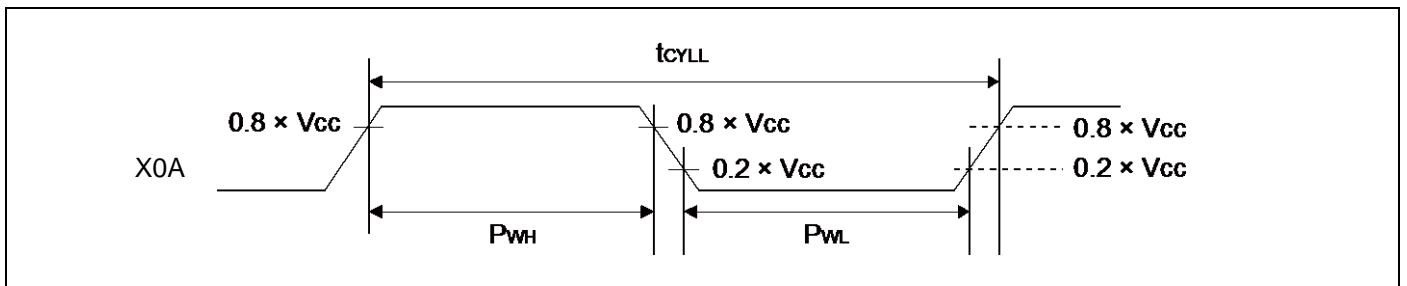 tCYLL
0.8 × Vcc
0.8 × Vcc
0.8 × Vcc
X0A
0.2 × Vcc
0.2 × Vcc
PWH
PWL